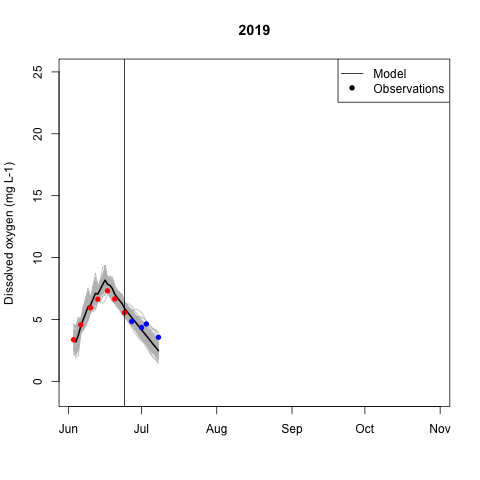 2019
Model
Observations
Dissolved oxygen (mg L-1)
25
20
15
10
5
0
Jun Jul Aug Sep Oct Nov